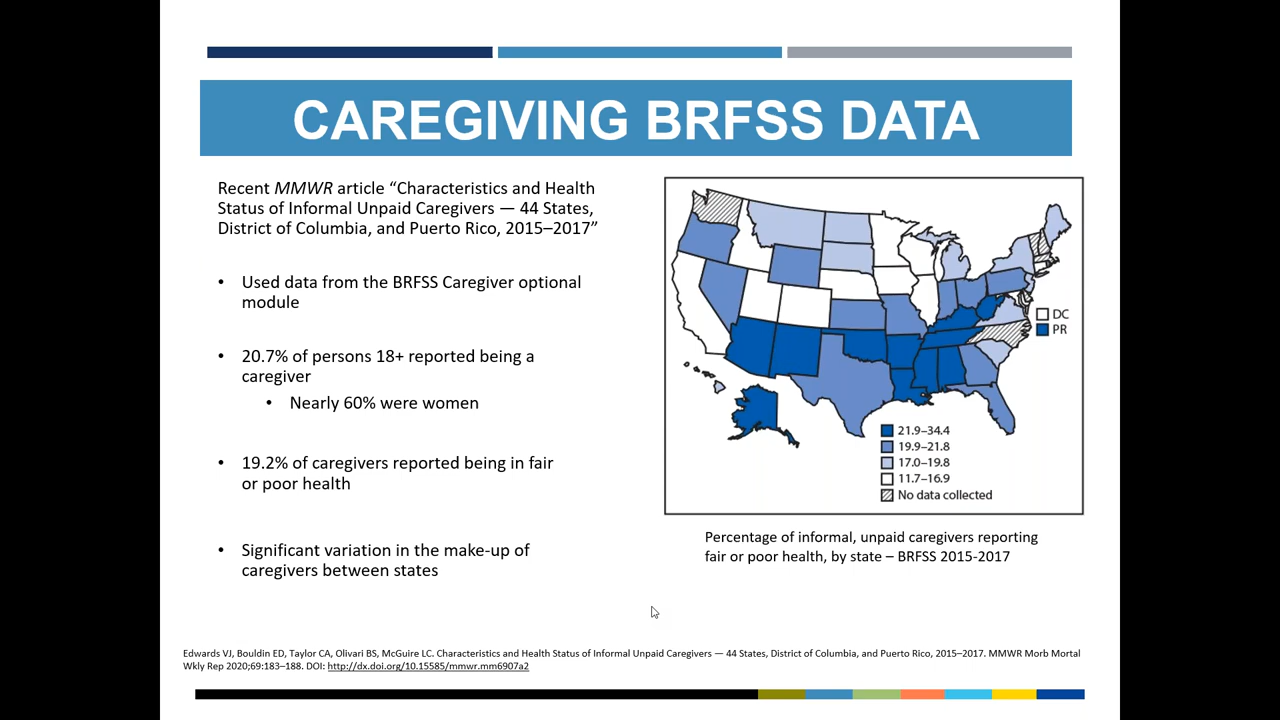 CAREGIVING BRFSS DATA
Recent MMWR article “Characteristics and Health
Status of Informal Unpaid Caregivers — 44 States,
District of Columbia, and Puerto Rico, 2015–2017”
• Used data from the BRFSS Caregiver optional
module
• 20.7% of persons 18+ reported being a
caregiver
• Nearly 60% were women
• 19.2% of caregivers reported being in fair
or poor health
• Significant variation in the make-up of
caregivers between states
DC
PR
21.9–34.4
19.9–21.8
17.0–19.8
11.7–16.9
No data collected
Percentage of informal, unpaid caregivers reporting
fair or poor health, by state – BRFSS 2015-2017
Edwards VJ, Bouldin ED, Taylor CA, Olivari BS, McGuire LC. Characteristics and Health Status of Informal Unpaid Caregivers — 44 States, District of Columbia, and Puerto Rico, 2015–2017. MMWR Morb Mortal
Wkly Rep 2020;69:183–188. DOI: http://dx.doi.org/10.15585/mmwr.mm6907a2